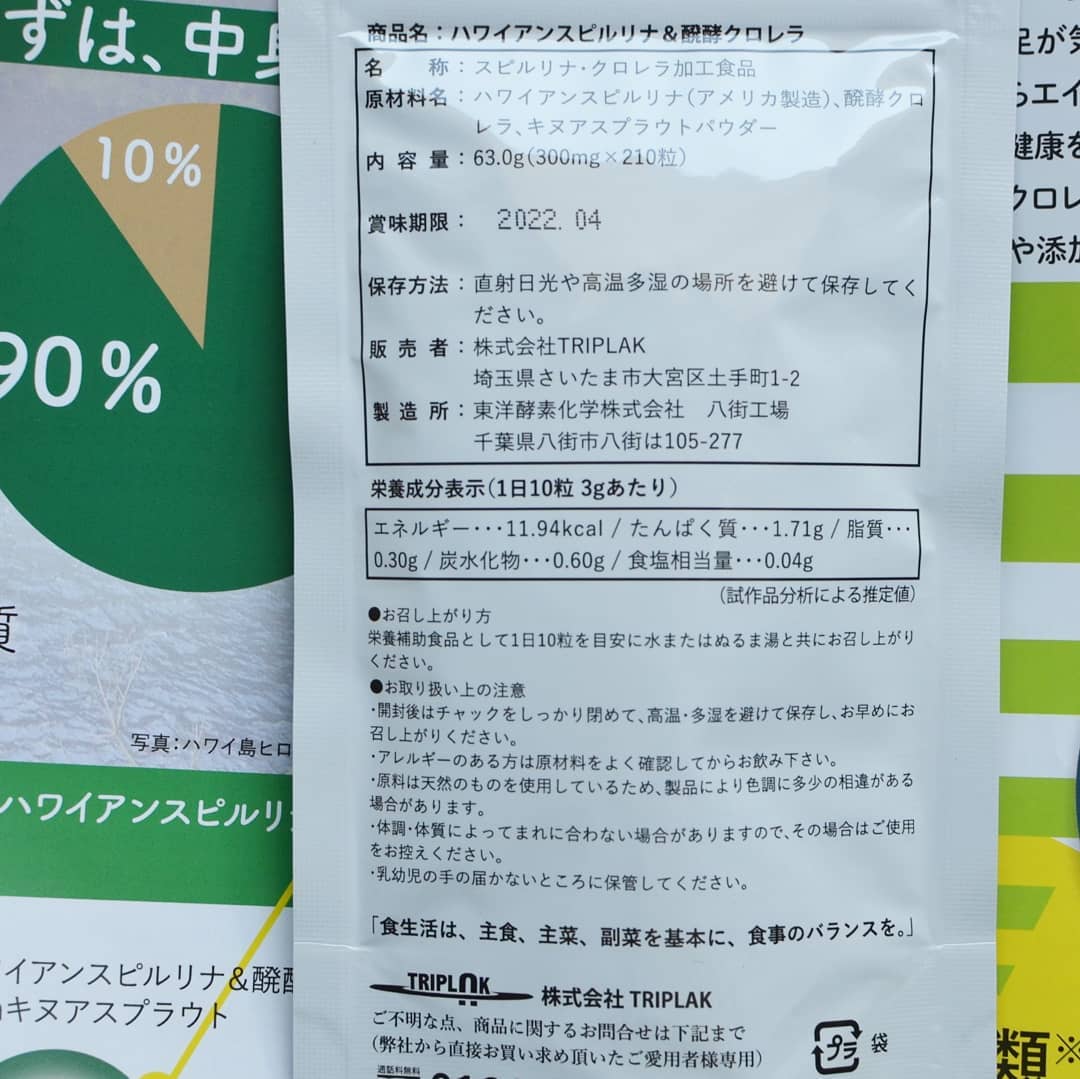 ずは、中身
10%
90%
質
写真：ハワイ島ヒロ
ハワイアンスピルリ
イアンスピルリナ＆醗酵
キヌアスプラウト
商品名：ハワイアンスピルリナ＆醗酵クロレラ
名　　称：スピルリナ・クロレラ加工食品
原材料名：ハワイアンスピルリナ（アメリカ製造）、醗酵クロ
レラ、キヌアスプラウトパウダー
内 容 量：63.0g（300mg×210粒）
賞味期限：　2022. 04
保存方法：直射日光や高温多湿の場所を避けて保存してく
ださい。
販 売 者：株式会社TRIPLAK
埼玉県さいたま市大宮区土手町1-2
製 造 所：東洋酵素化学株式会社　八街工場
千葉県八街市八街は105-277
栄養成分表示（1日10粒 3gあたり）
エネルギー･･･11.94kcal / たんぱく質･･･1.71g / 脂質･･･
0.30g / 炭水化物･･･0.60g / 食塩相当量･･･0.04g
（試作品分析による推定値）
●お召し上がり方
栄養補助食品として1日10粒を目安に水またはぬるま湯と共にお召し上がり
ください。
●お取り扱い上の注意
・開封後はチャックをしっかり閉めて、高温・多湿を避けて保存し、お早めにお
召し上がりください。
・アレルギーのある方は原材料をよく確認してからお飲み下さい。
・原料は天然のものを使用しているため、製品により色調に多少の相違がある
場合があります。
・体調・体質によってまれに合わない場合がありますので、その場合はご使用
をお控えください。
・乳幼児の手の届かないところに保管してください。
「食生活は、主食、主菜、副菜を基本に、食事のバランスを。」
TRIPLAK 株式会社 TRIPLAK
ご不明な点、商品に関するお問合せは下記まで
（弊社から直接お買い求め頂いたご愛用者様専用）
プラ 袋
通話料無料
足が気
らエイ
健康を
クロレ
や添加
類※